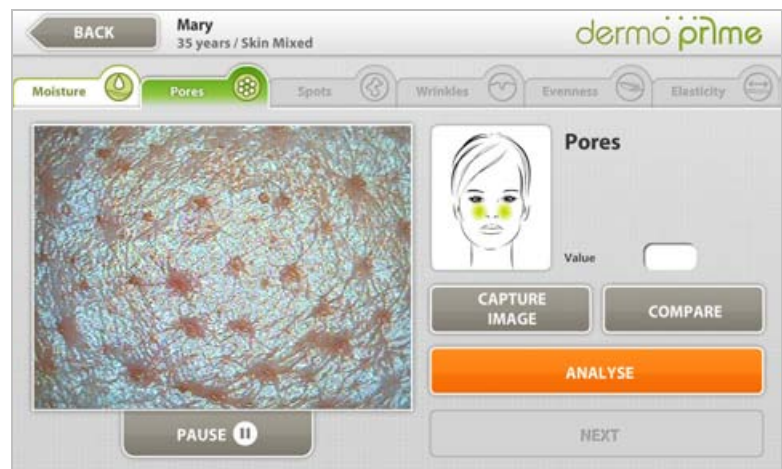 BACK
Mary
35 years / Skin Mixed
dermo prime
Moisture
Pores
Spots
Wrinkles
Evenness
Elasticity
Pores
Value
CAPTURE
IMAGE
COMPARE
ANALYSE
PAUSE
NEXT